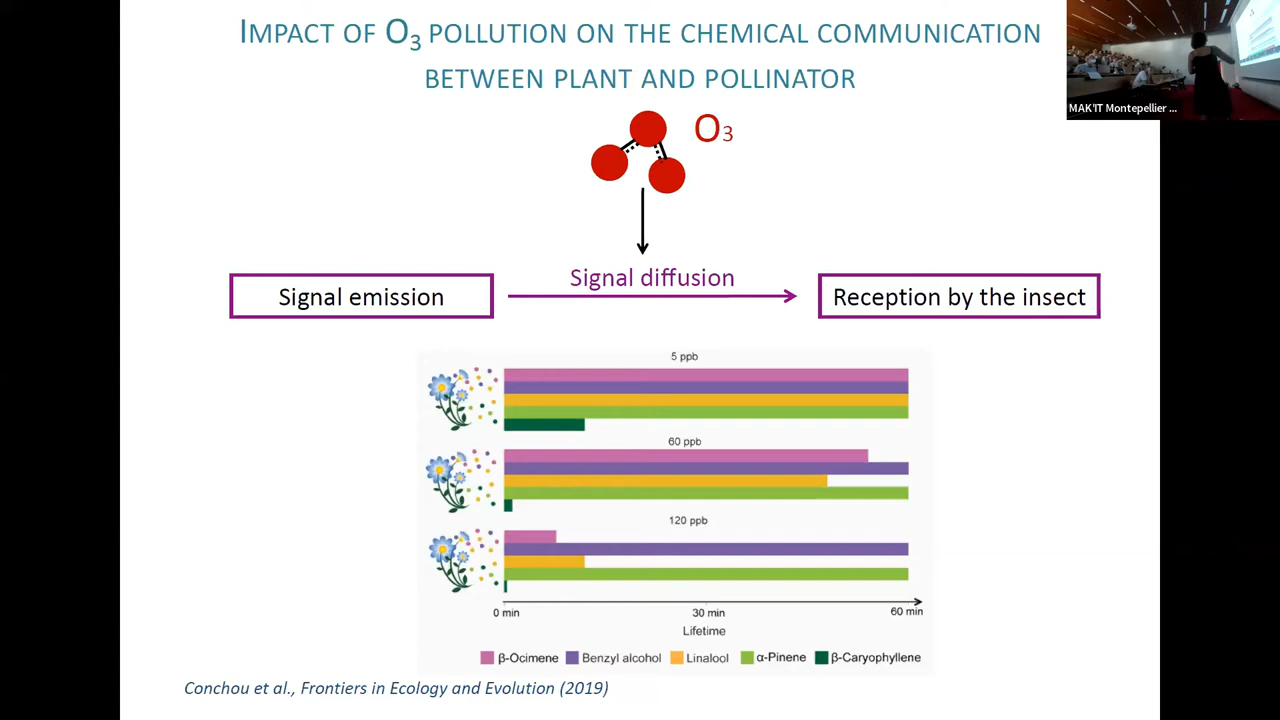 IMPACT OF O₃ POLLUTION ON THE CHEMICAL COMMUNICATION
BETWEEN PLANT AND POLLINATOR
MAK'IT Montepellier ...
O₃
Signal emission
Signal diffusion
Reception by the insect
5 ppb
60 ppb
120 ppb
0 min
30 min
60 min
Lifetime
β-Ocimene
Benzyl alcohol
Linalool
α-Pinene
β-Caryophyllene
Conchou et al., Frontiers in Ecology and Evolution (2019)